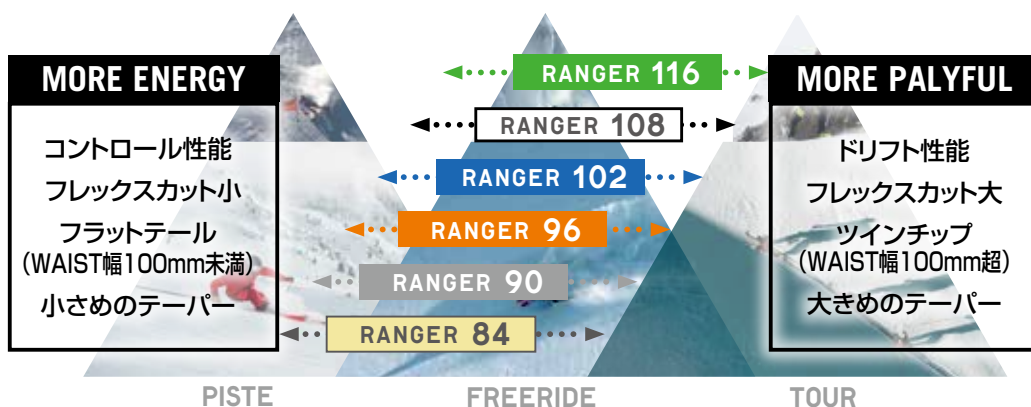 MORE ENERGY
コントロール性能
フレックスカット小
フラットテール
(WAIST幅100mm未満)
小さめのテーパー
RANGER 116
RANGER 108
RANGER 102
RANGER 96
RANGER 90
RANGER 84
MORE PALYFUL
ドリフト性能
フレックスカット大
ツインチップ
(WAIST幅100mm超)
大きめのテーパー
PISTE
FREERIDE
TOUR